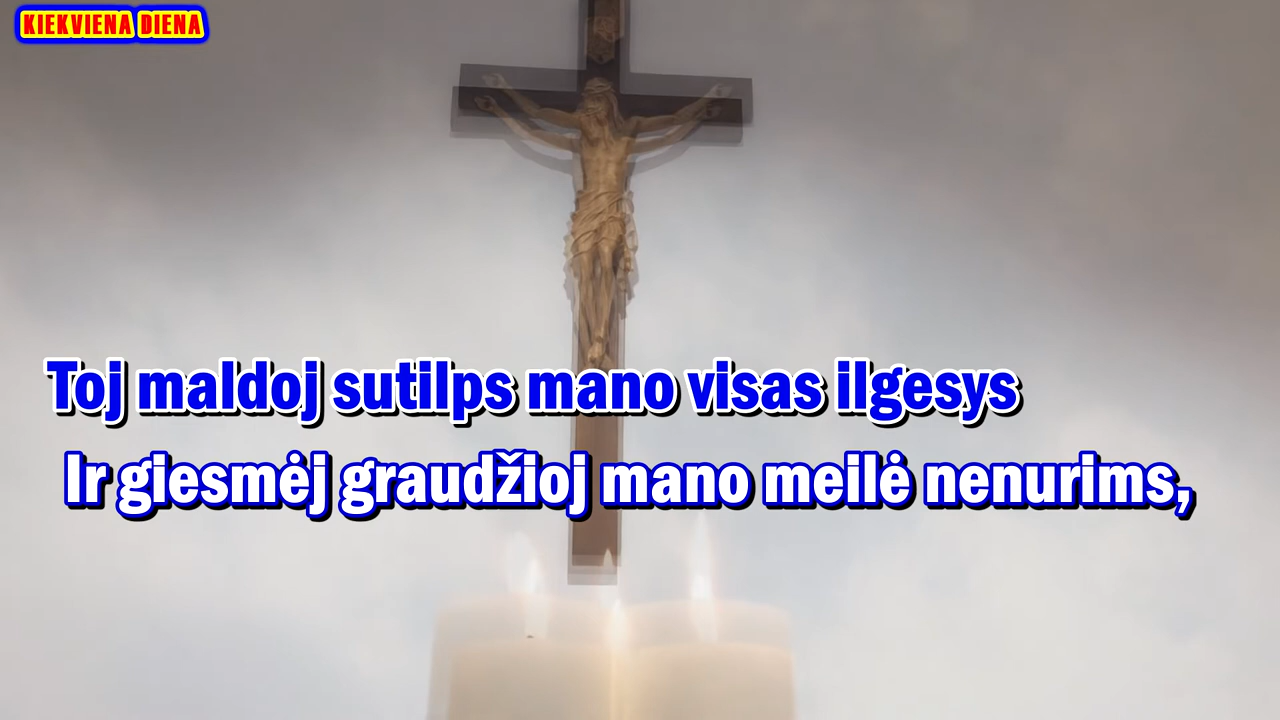 KIEKVIENA DIENA
Toj maldoj sutilps mano visas ilgesys
Ir giesmėj graudžioj mano meilė nenurims,